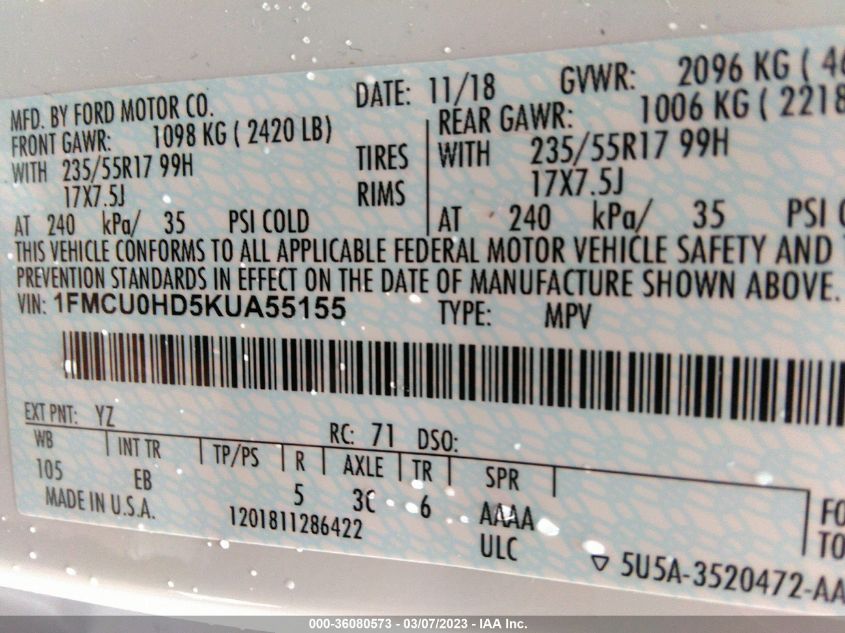 MFD. BY FORD MOTOR CO. DATE: 11/18 GVWR: 2096 KG
FRONT GAWR: 1098 KG ( 2420 LB) REAR GAWR: 1006 KG ( 2218
WITH 235/55R17 99H TIRES WITH 235/55R17 99H
17X7.5J RIMS 17X7.5J
AT 240 kPa/ 35 PSI COLD AT 240 kPa/ 35 PSI
THIS VEHICLE CONFORMS TO ALL APPLICABLE FEDERAL MOTOR VEHICLE SAFETY AND
PREVENTION STANDARDS IN EFFECT ON THE DATE OF MANUFACTURE SHOWN ABOVE.
VIN: 1FMCU0HD5KUA55155 TYPE: MPV
EXT PNT: YZ RC: 71 DSO:
WB INT TR TP/PS R AXLE TR SPR
105 EB 5 3C 6 AAAA
MADE IN U.S.A. 1201811286422 ULC
▽ 5U5A-3520472-AA
000-36080573 — 03/07/2023 — IAA Inc.